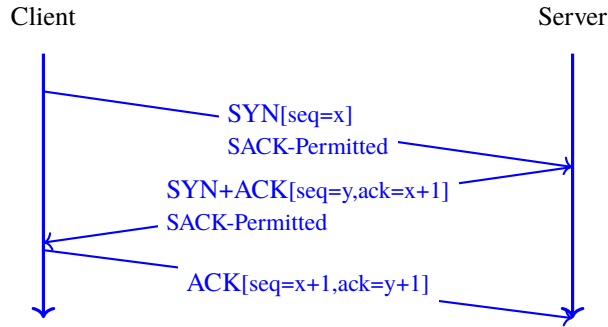 Client
Server
SYN[seq=x]
SACK-Permitted
SYN+ACK[seq=y,ack=x+1]
SACK-Permitted
ACK[seq=x+1,ack=y+1]